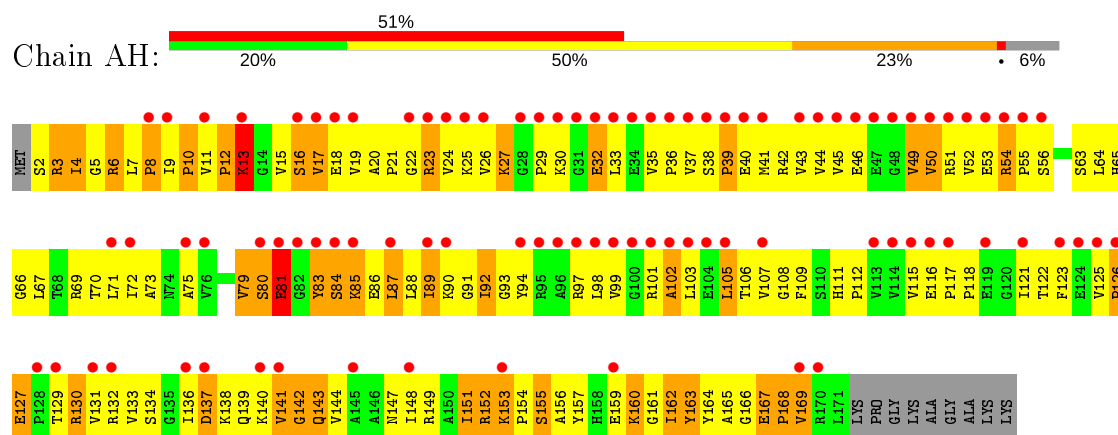 51%
Chain AH:
20% 50% 23% • 6%
MET S2 R3 I4 G5 R6 L7 P8 I9 P10 V11 P12 K13 G14 V15 S16 V17 E18 V19 A20 P21 G22 R23 V24 K25 V26 K27 G28 P29 K30 G31 E32 L33 E34 V35 P36 V37 S38 P39 E40 M41 R42 V43 V44 V45 E46 E47 G48 V49 V50 R51 V52 E53 R54 P55 S56 S63 L64 H65
G66 L67 T68 R69 T70 L71 I72 A73 N74 A75 V76 V79 S80 E81 G82 Y83 S84 K85 E86 L87 L88 I89 K90 G91 I92 G93 Y94 R95 A96 R97 L98 V99 G100 R101 A102 L103 E104 L105 T106 V107 G108 F109 S110 H111 P112 V113 V114 V115 E116 P117 P118 E119 G120 I121 T122 F123 E124 V125 P126
E127 P128 T129 R130 V131 R132 V133 S134 G135 I136 D137 K138 Q139 K140 V141 G142 Q143 V144 A145 A146 N147 I148 R149 A150 I151 R152 K153 P154 S155 A156 Y157 H158 E159 K160 G161 I162 Y163 Y164 A165 G166 E167 P168 V169 R170 L171 LYS PRO GLY LYS ALA GLY ALA LYS LYS